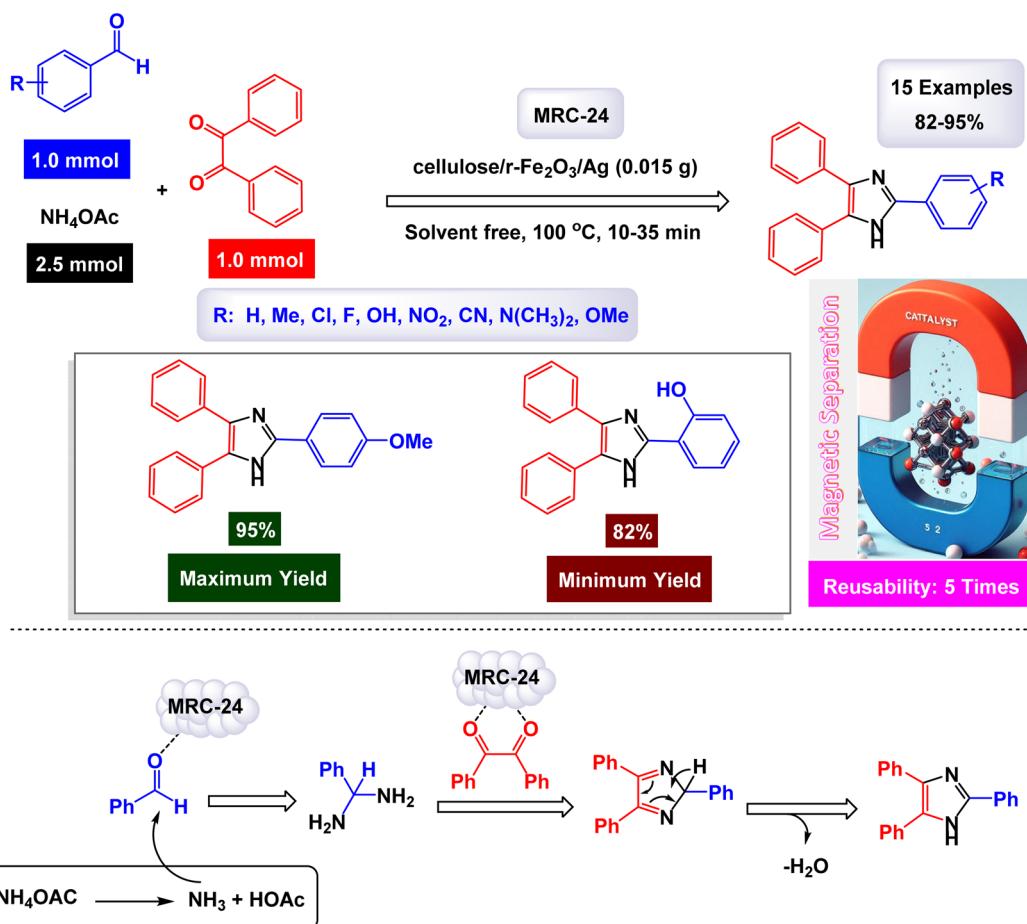 O
H
R
1.0 mmol
NH₄OAc
2.5 mmol
+
O
O
1.0 mmol
MRC-24
cellulose/r-Fe₂O₃/Ag (0.015 g)
Solvent free, 100 °C, 10-35 min
15 Examples
82-95%
N
N
H
R
R: H, Me, Cl, F, OH, NO₂, CN, N(CH₃)₂, OMe
N
N
H
OMe
95%
Maximum Yield
HO
N
N
H
82%
Minimum Yield
Magnetic Separation
CATTALYST
5 2
Reusability: 5 Times
MRC-24
O
Ph
H
NH₄OAC
NH₃ + HOAc
Ph
H
NH₂
H₂N
MRC-24
O
O
Ph
Ph
Ph
N
H
Ph
Ph
N
-H₂O
Ph
N
Ph
Ph
N
H